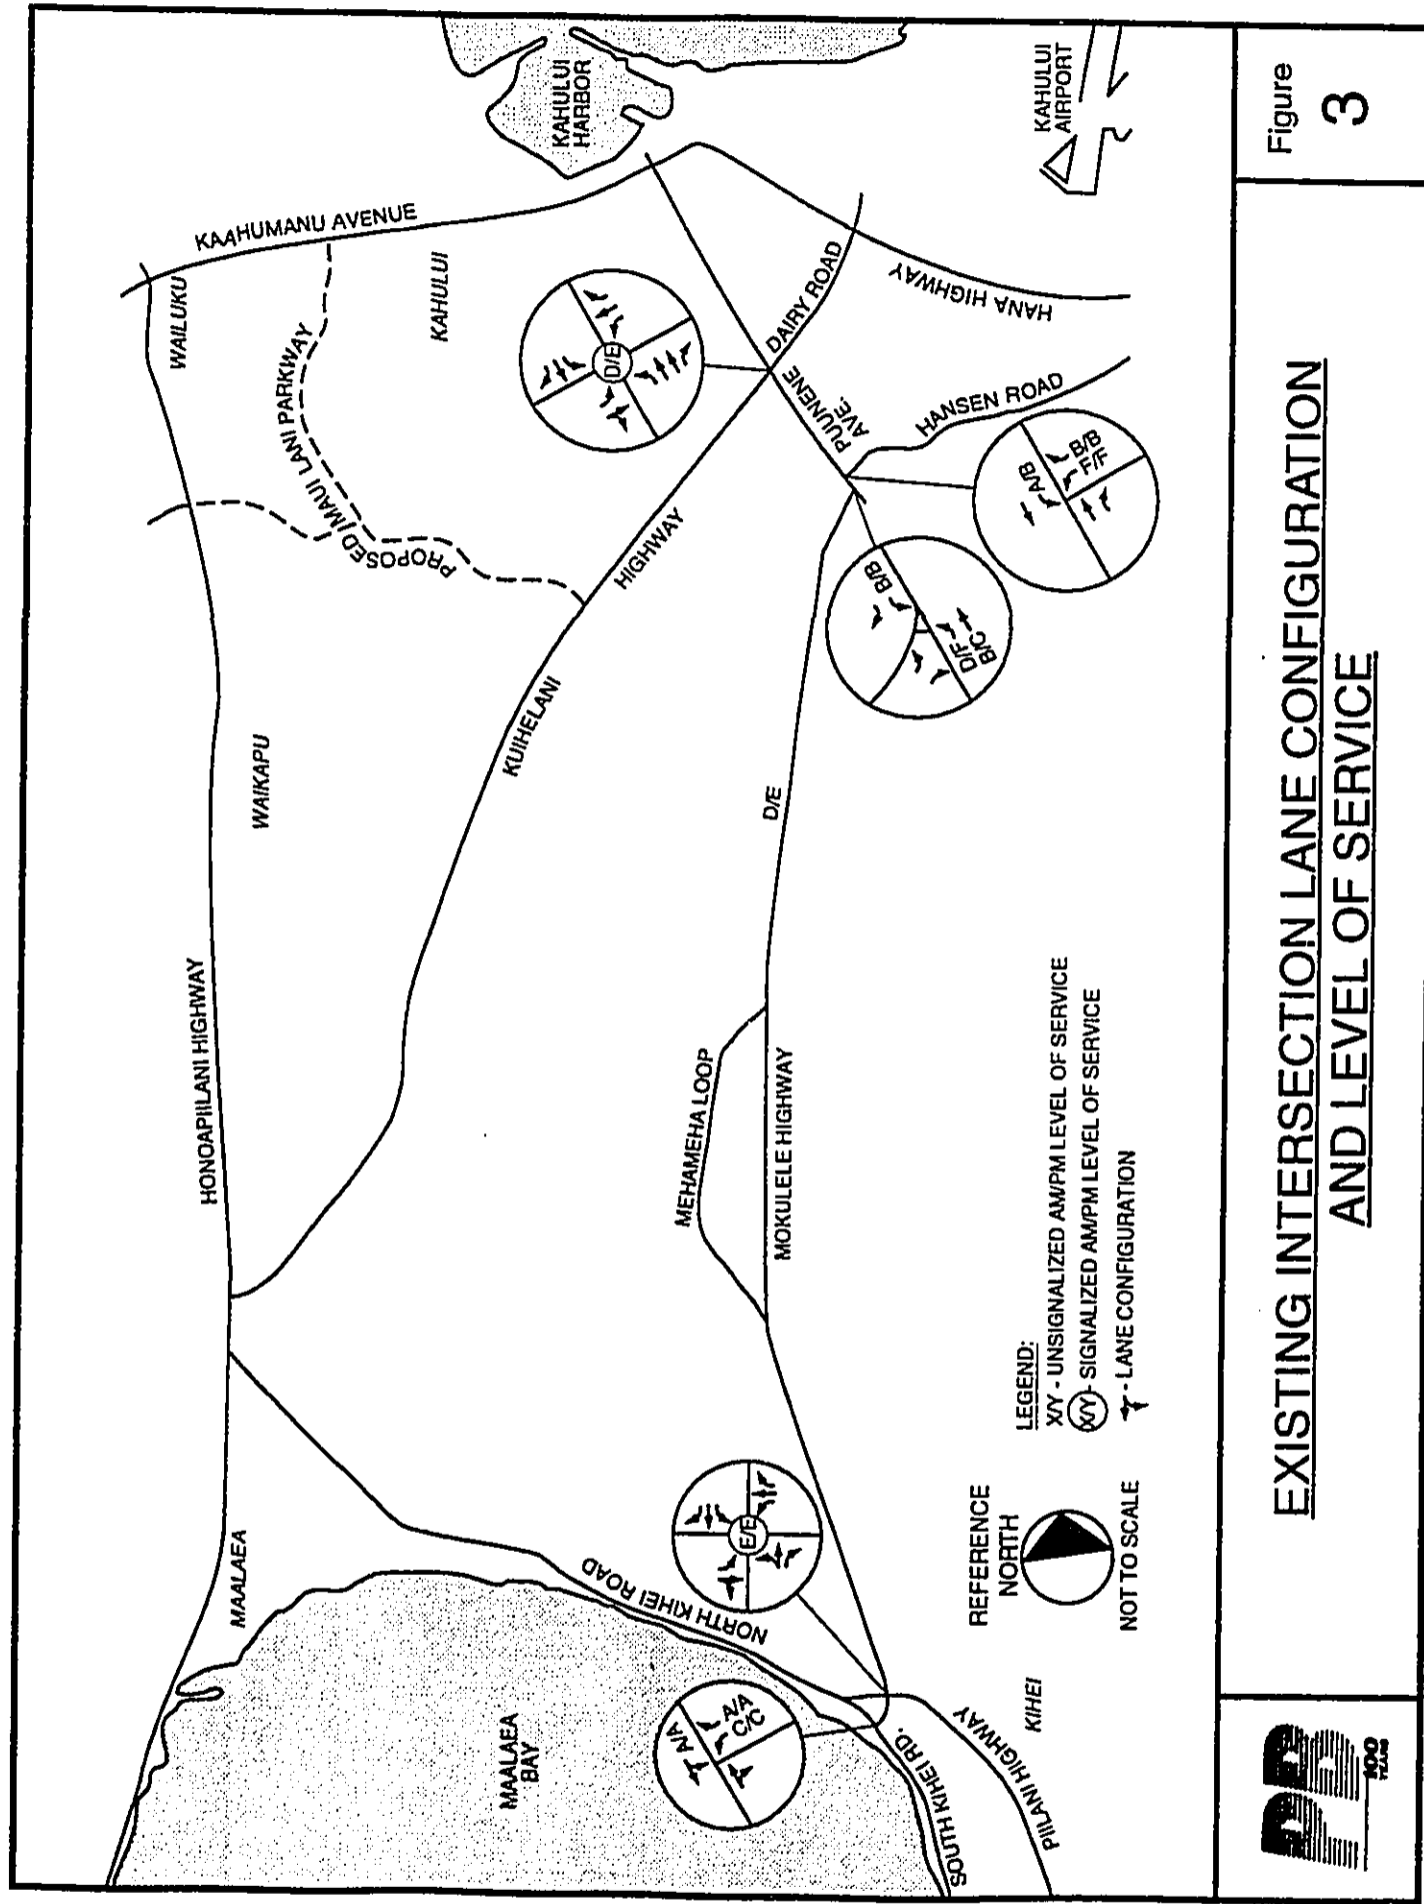 KAHULUI
HARBOR
KAHULUI
AIRPORT
KAAHUMANU AVENUE
WAILUKU
KAHULUI
PROPOSED (MAUI LANI PARKWAY
D/E
DAIRY ROAD
HANA HIGHWAY
PUUNENE
AVE.
HANSEN ROAD
A/B
B/B
F/F
B/B
D/F
B/C
HONOAPIILANI HIGHWAY
WAIKAPU
KUIHELANI
HIGHWAY
D/E
MEHAMEHA LOOP
MOKULELE HIGHWAY
MAALAEA
MAALAEA
BAY
NORTH KIHEI ROAD
E/E
A/A
A/A
C/C
SOUTH KIHEI RD.
PIILANI HIGHWAY
KIHEI
REFERENCE
NORTH
NOT TO SCALE
LEGEND:
X/Y - UNSIGNALIZED AM/PM LEVEL OF SERVICE
X/Y - SIGNALIZED AM/PM LEVEL OF SERVICE
- LANE CONFIGURATION
100
YEARS
EXISTING INTERSECTION LANE CONFIGURATION
AND LEVEL OF SERVICE
Figure
3